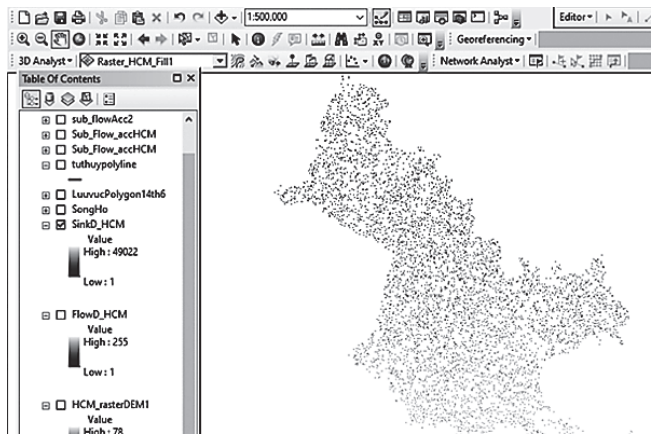 1:500.000
Editor
Georeferencing
3D Analyst
Raster_HCM_Fill1
Network Analyst
Table Of Contents
sub_flowAcc2
Sub_Flow_accHCM
Sub_Flow_accHCM
tuthuypolyline
LuuvucPolygon14th6
SongHo
SinkD_HCM
Value
High : 49022
Low : 1
FlowD_HCM
Value
High : 255
Low : 1
HCM_rasterDEM1
Value
High : 78